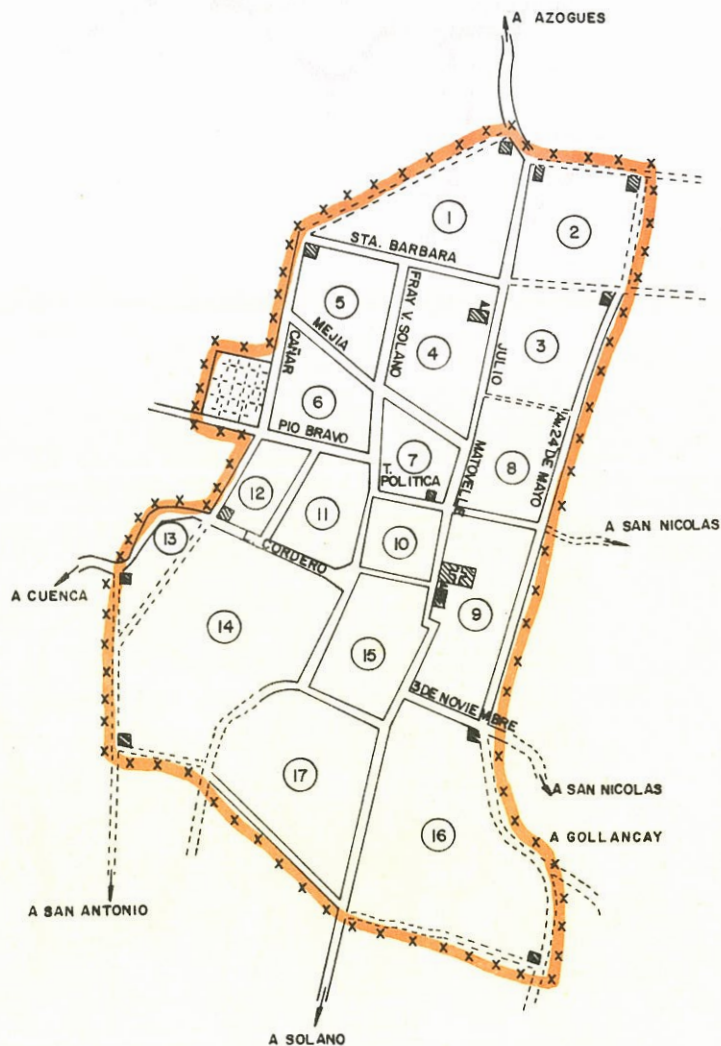 A AZOGUES
1
2
STA. BARBARA
5
FRAY V. SOLANO
4
JULIO
3
MEJIA
CAÑAR
6
PIO BRAVO
7
T. POLITICA
MATOVELLE
8
AV. 24 DE MAYO
12
11
10
A SAN NICOLAS
13
CORDERO
A CUENCA
14
9
15
3 DE NOVIEMBRE
17
16
A SAN NICOLAS
A GOLLANCAY
A SAN ANTONIO
A SOLANO